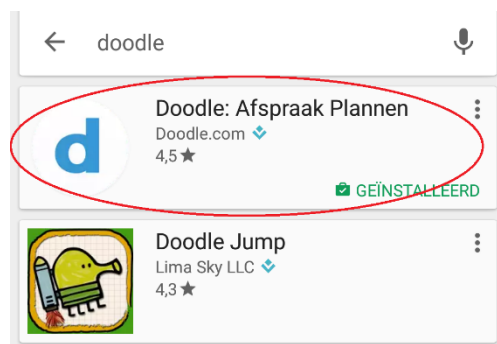 doodle
Doodle: Afspraak Plannen
Doodle.com
4,5★
d
GEÏNSTALLEERD
Doodle Jump
Lima Sky LLC
4,3★